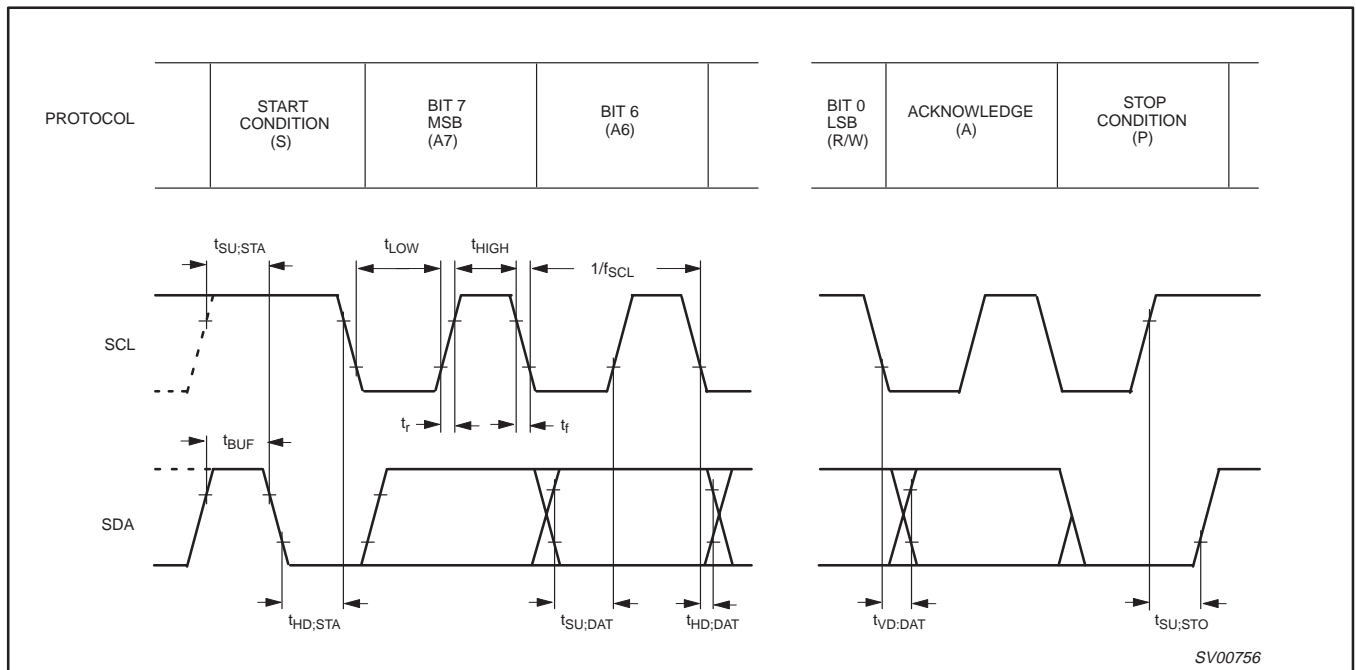 PROTOCOL
START
CONDITION
(S)
BIT 7
MSB
(A7)
BIT 6
(A6)
BIT 0
LSB
(R/W)
ACKNOWLEDGE
(A)
STOP
CONDITION
(P)
tSU;STA
tLOW
tHIGH
1/fSCL
SCL
tr
tf
tBUF
SDA
tHD;STA
tSU;DAT
tHD;DAT
tVD:DAT
tSU;STO
SV00756